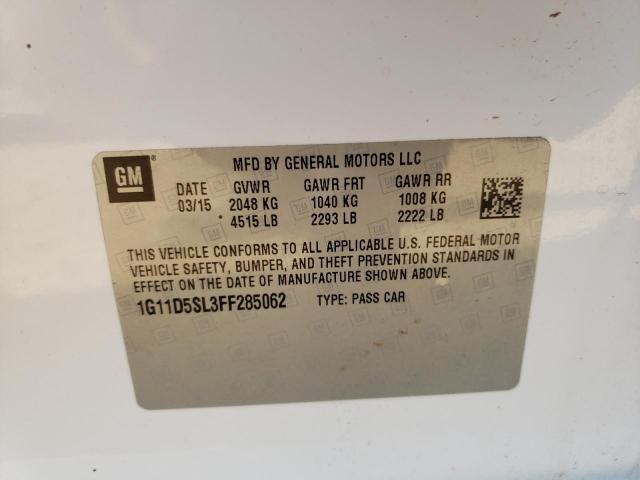 GM
MFD BY GENERAL MOTORS LLC
DATE GVWR GAWR FRT GAWR RR
03/15 2048 KG 1040 KG 1008 KG
4515 LB 2293 LB 2222 LB
THIS VEHICLE CONFORMS TO ALL APPLICABLE U.S. FEDERAL MOTOR
VEHICLE SAFETY, BUMPER, AND THEFT PREVENTION STANDARDS IN
EFFECT ON THE DATE OF MANUFACTURE SHOWN ABOVE.
1G11D5SL3FF285062 TYPE: PASS CAR